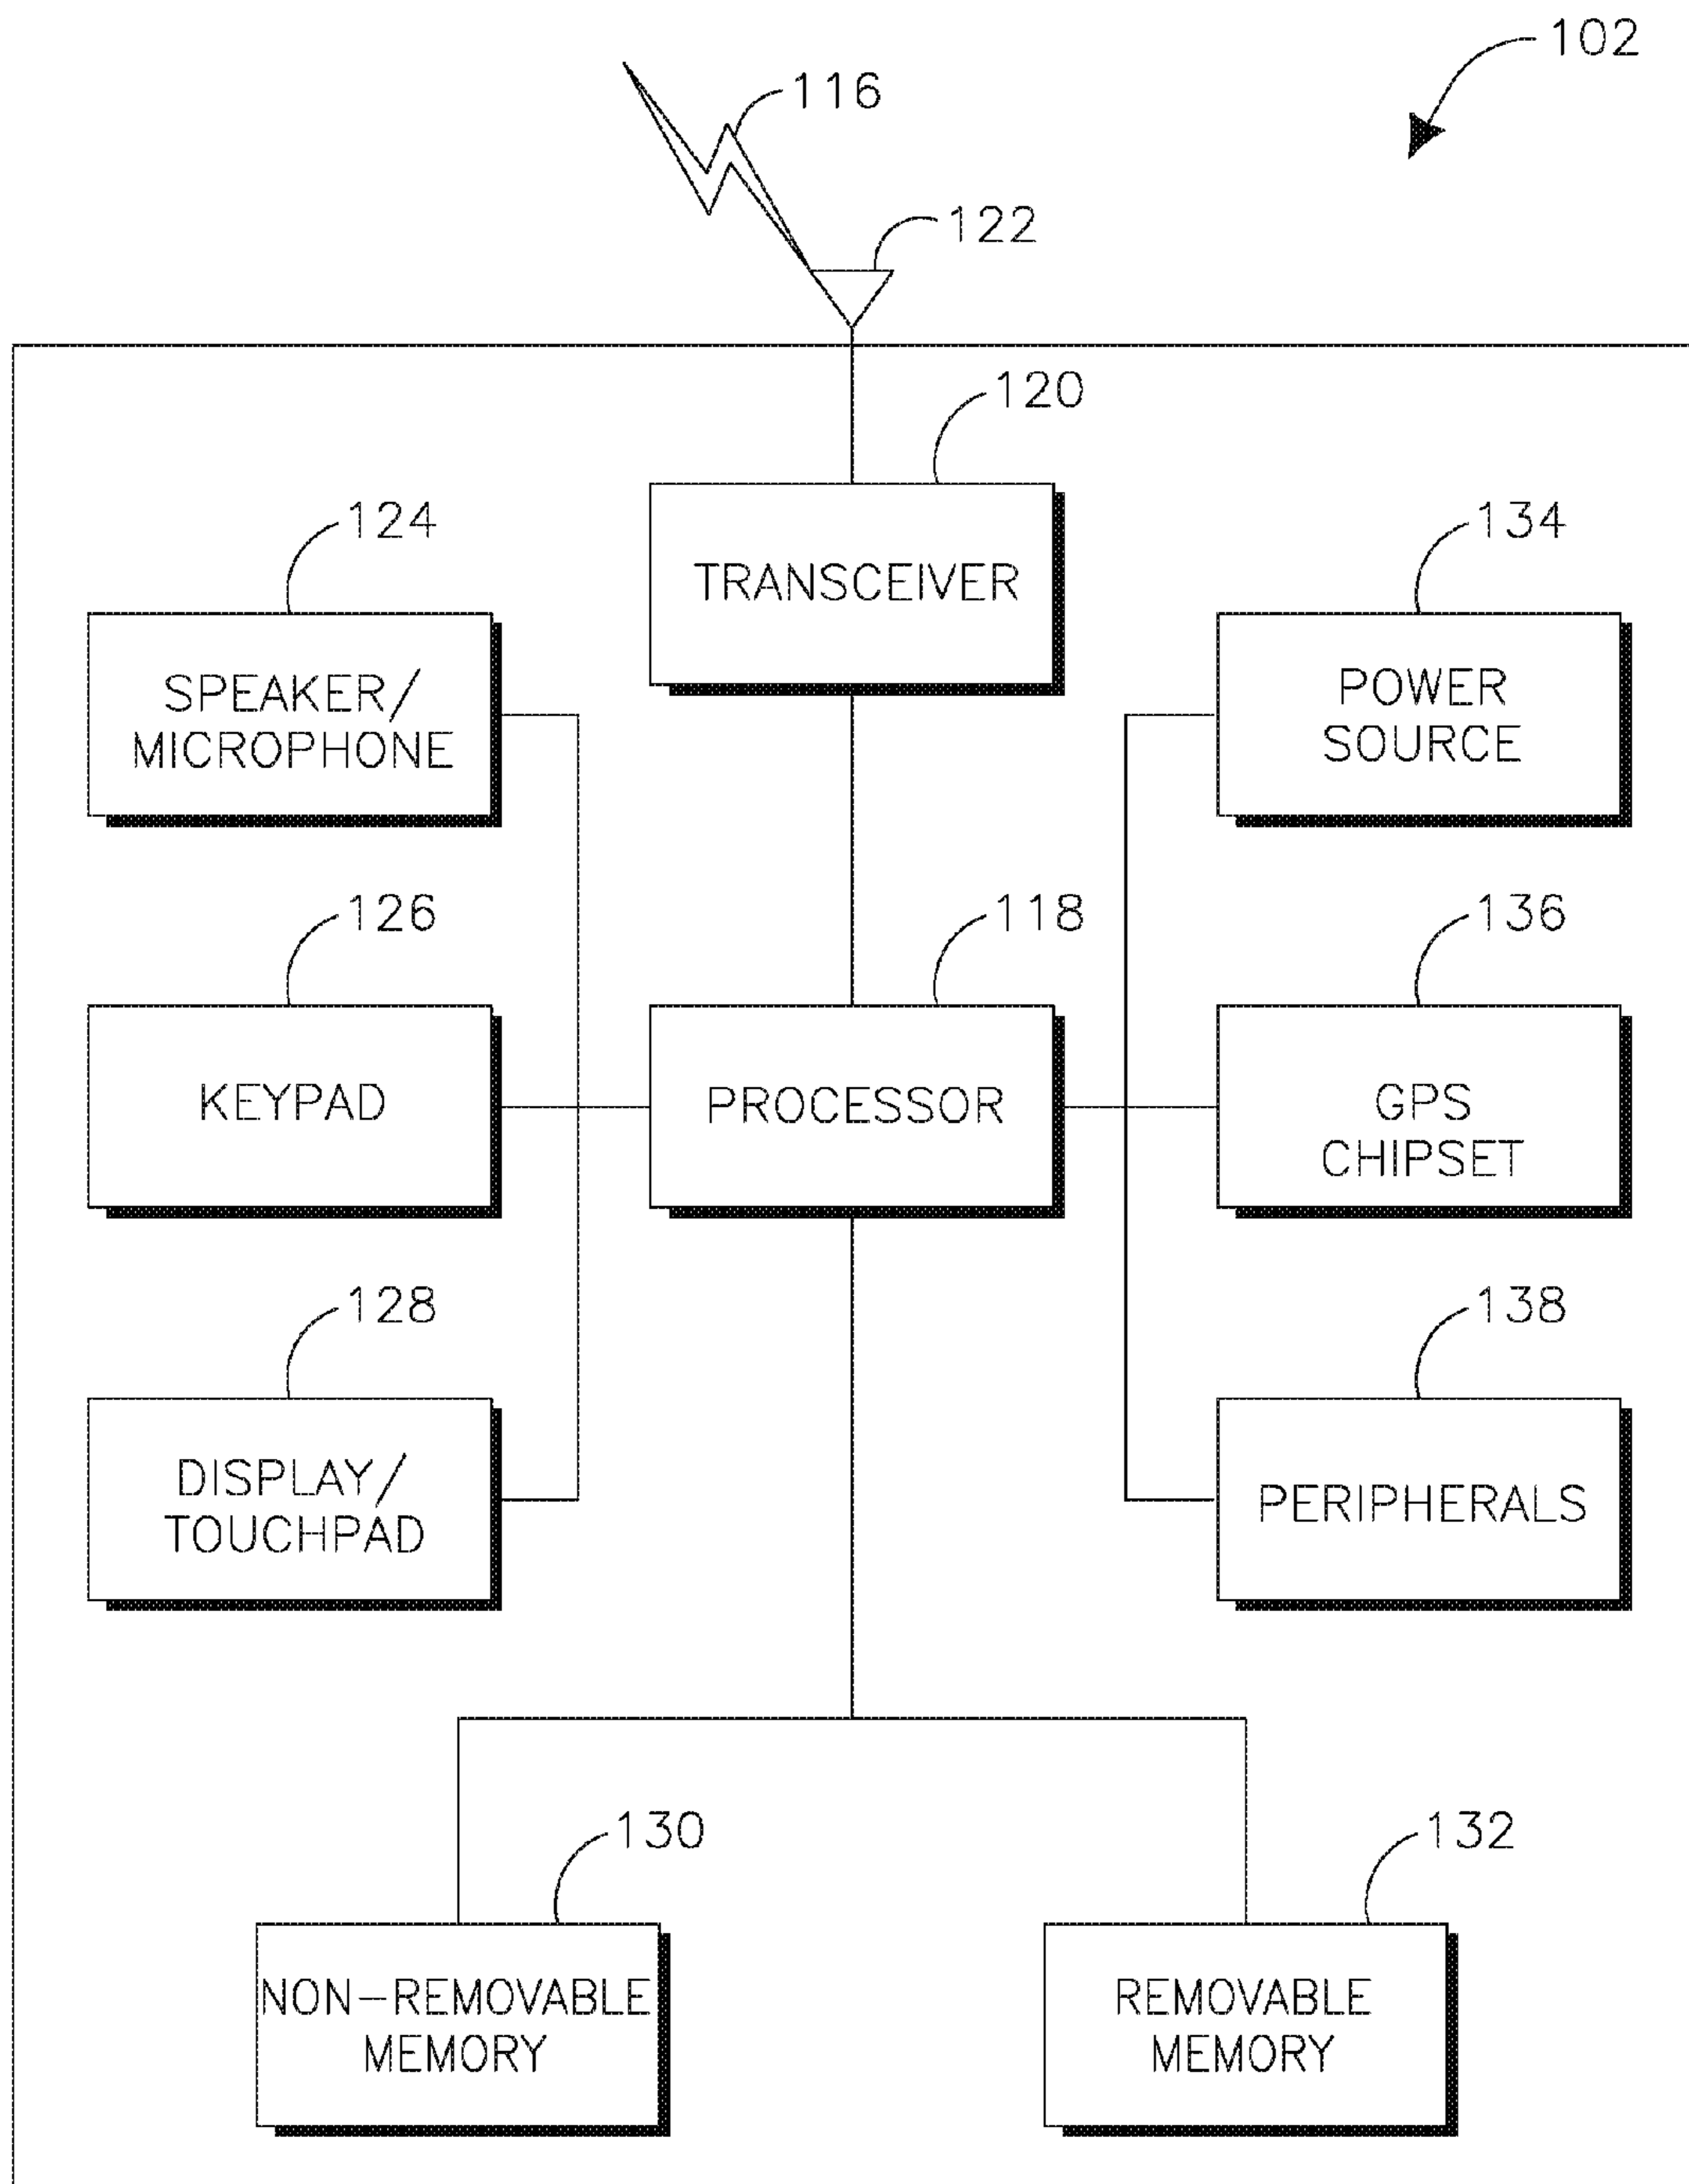 102
116
122
120
TRANSCEIVER
124
SPEAKER/
MICROPHONE
134
POWER
SOURCE
126
KEYPAD
118
PROCESSOR
136
GPS
CHIPSET
128
DISPLAY/
TOUCHPAD
138
PERIPHERALS
130
NON-REMOVABLE
MEMORY
132
REMOVABLE
MEMORY